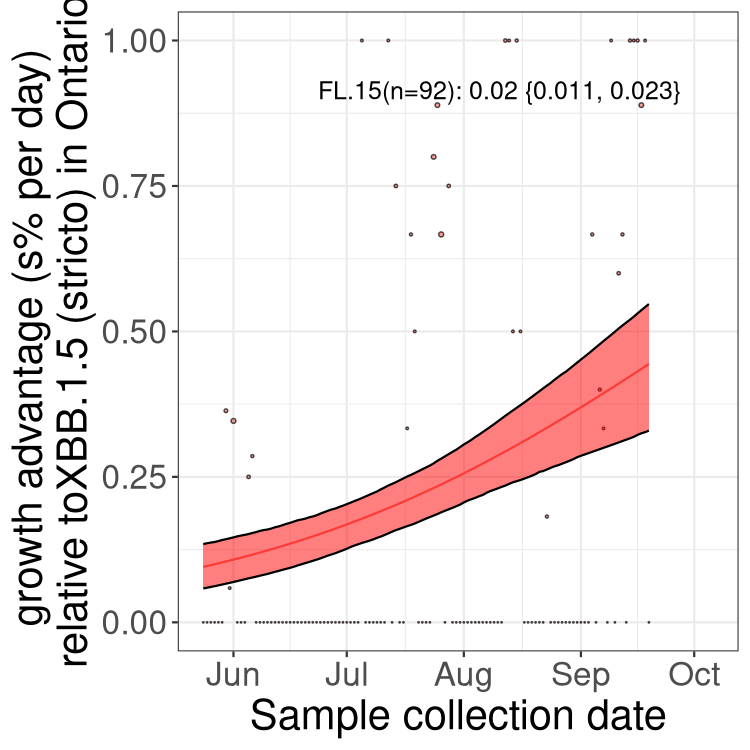 growth advantage (s% per day)
relative toXBB.1.5 (stricto) in Ontario
1.00
0.75
0.50
0.25
0.00
FL.15(n=92): 0.02 {0.011, 0.023}
Jun Jul Aug Sep Oct
Sample collection date